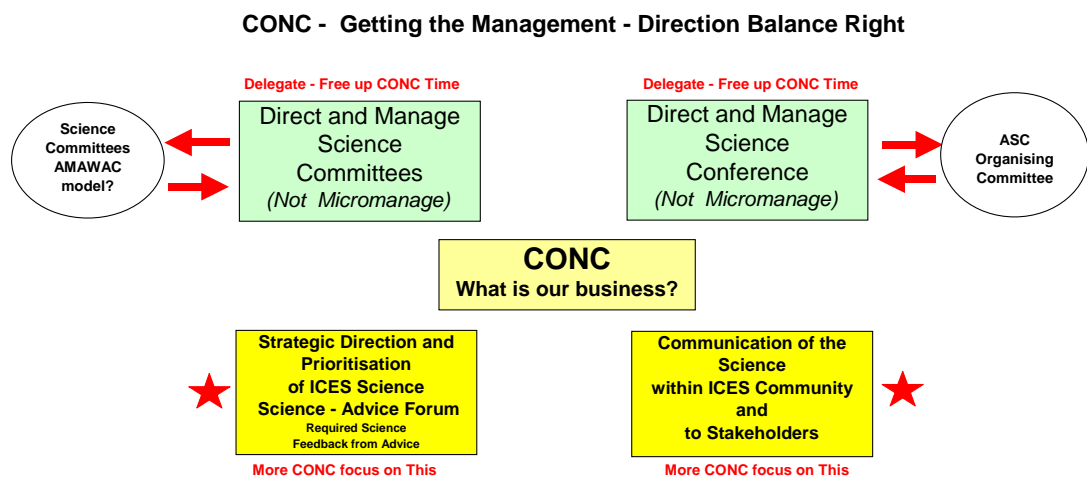 CONC - Getting the Management - Direction Balance Right
Delegate - Free up CONC Time
Direct and Manage
Science
Committees
(Not Micromanage)
Science
Committees
AMAWAC
model?
Delegate - Free up CONC Time
Direct and Manage
Science
Conference
(Not Micromanage)
ASC
Organising
Committee
CONC
What is our business?
Strategic Direction and
Prioritisation
of ICES Science
Science - Advice Forum
Required Science
Feedback from Advice
More CONC focus on This
Communication of the
Science
within ICES Community
and
to Stakeholders
More CONC focus on This